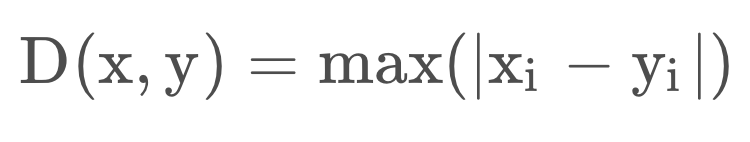 D(x, y) = max(|xᵢ − yᵢ|)